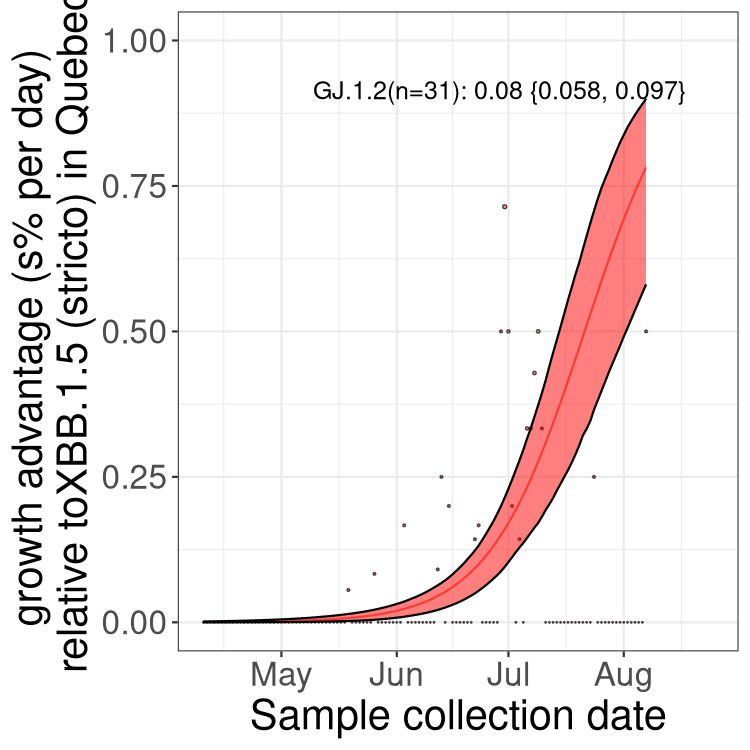 growth advantage (s% per day)
relative toXBB.1.5 (stricto) in Quebec
1.00
0.75
0.50
0.25
0.00
GJ.1.2(n=31): 0.08 {0.058, 0.097}
May
Jun
Jul
Aug
Sample collection date